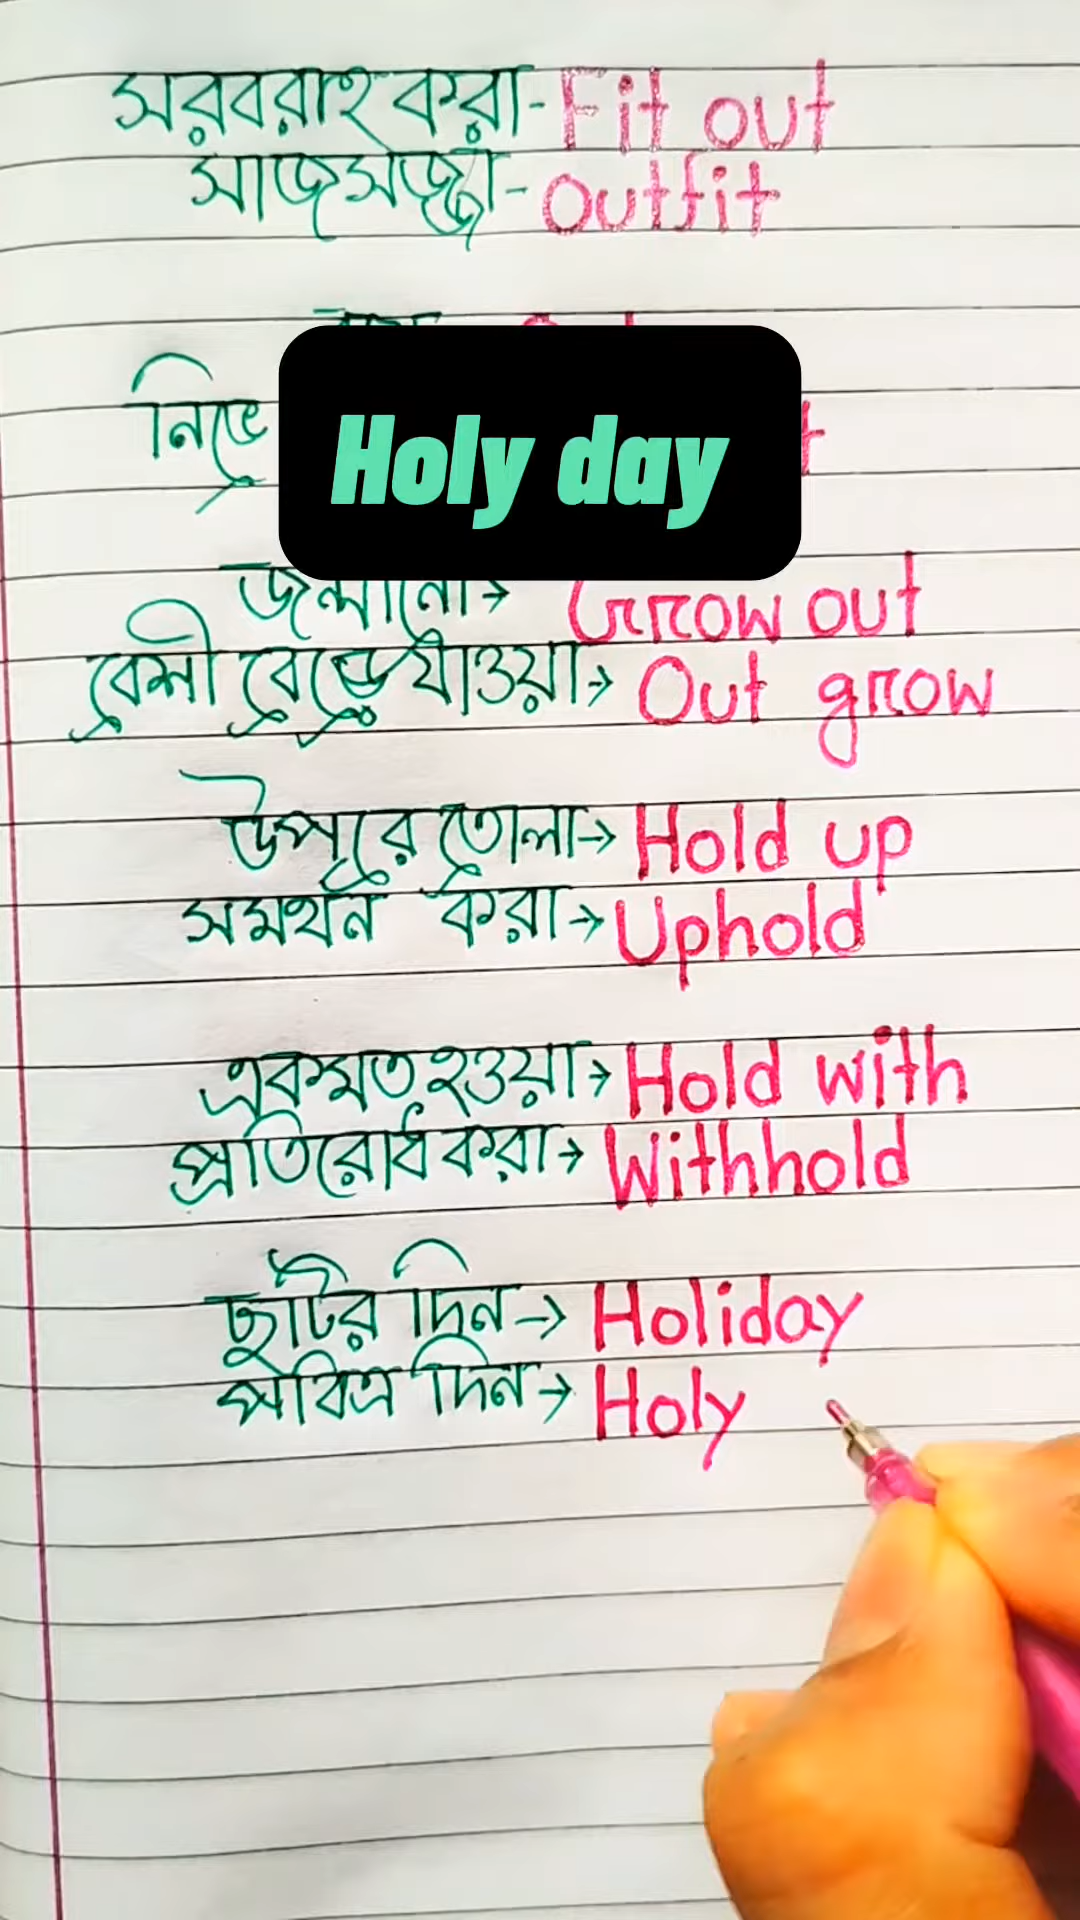 সরবরাহ করা- Fit out
সাজসজ্জা- outfit
Holy day
জন্মানো→ Grow out
বেশী বেড়ে যাওয়া→ Out grow
উপরে তোলা→ Hold up
সমর্থন করা→ Uphold
একমত হওয়া→ Hold with
প্রতিরোধ করা→ Withhold
ছুটির দিন→ Holiday
পবিত্র দিন→ Holy